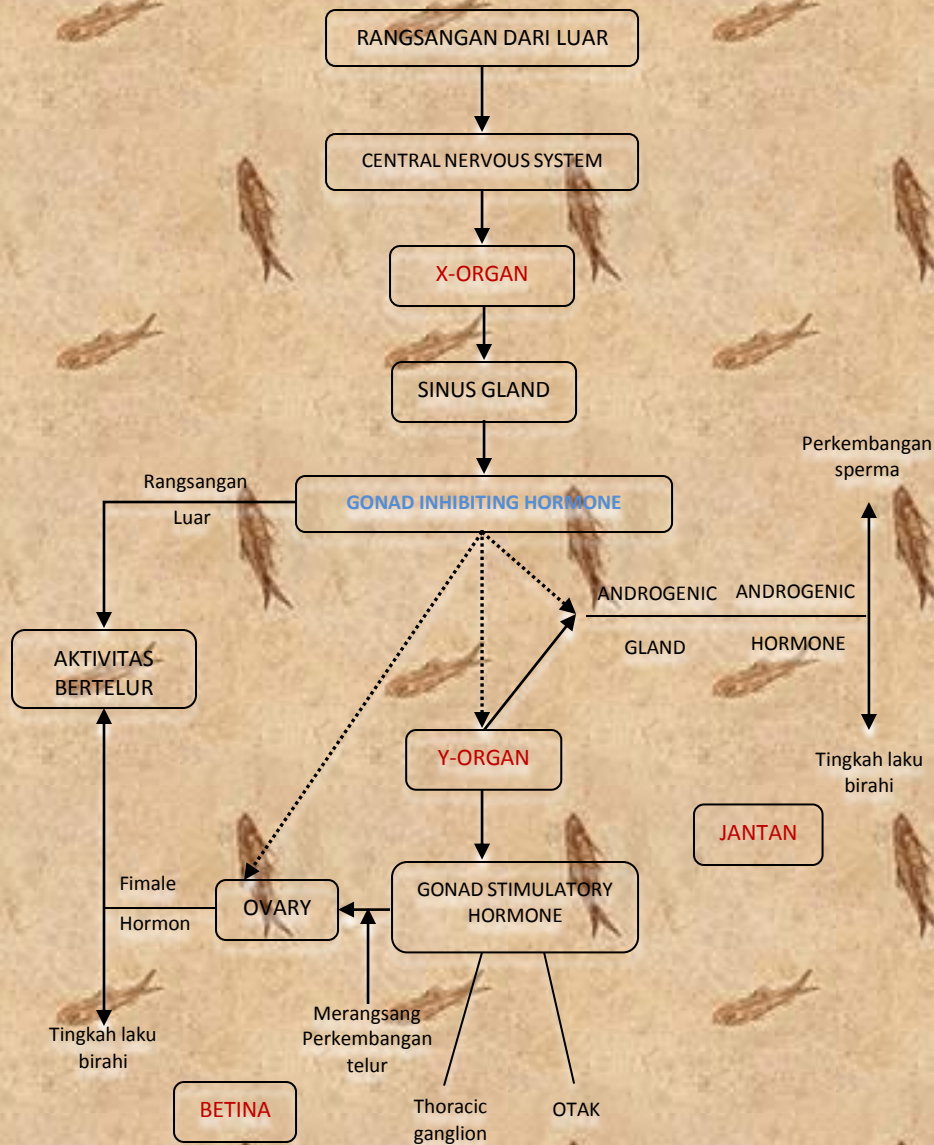 RANGSANGAN DARI LUAR
CENTRAL NERVOUS SYSTEM
X-ORGAN
SINUS GLAND
Perkembangan
sperma
Rangsangan
Luar
GONAD INHIBITING HORMONE
ANDROGENIC
GLAND
ANDROGENIC
HORMONE
AKTIVITAS
BERTELUR
Y-ORGAN
Tingkah laku
birahi
JANTAN
Fimale
Hormon
OVARY
GONAD STIMULATORY
HORMONE
Merangsang
Perkembangan
telur
Tingkah laku
birahi
BETINA
Thoracic
ganglion
OTAK